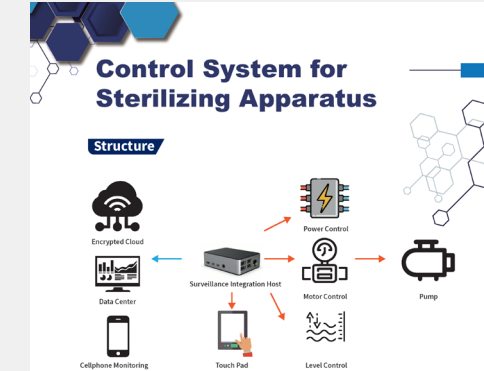 Control System for
Sterilizing Apparatus
Structure
Encrypted Cloud
Power Control
Surveillance Integration Host
Data Center
Motor Control
Pump
Cellphone Monitoring
Touch Pad
Level Control